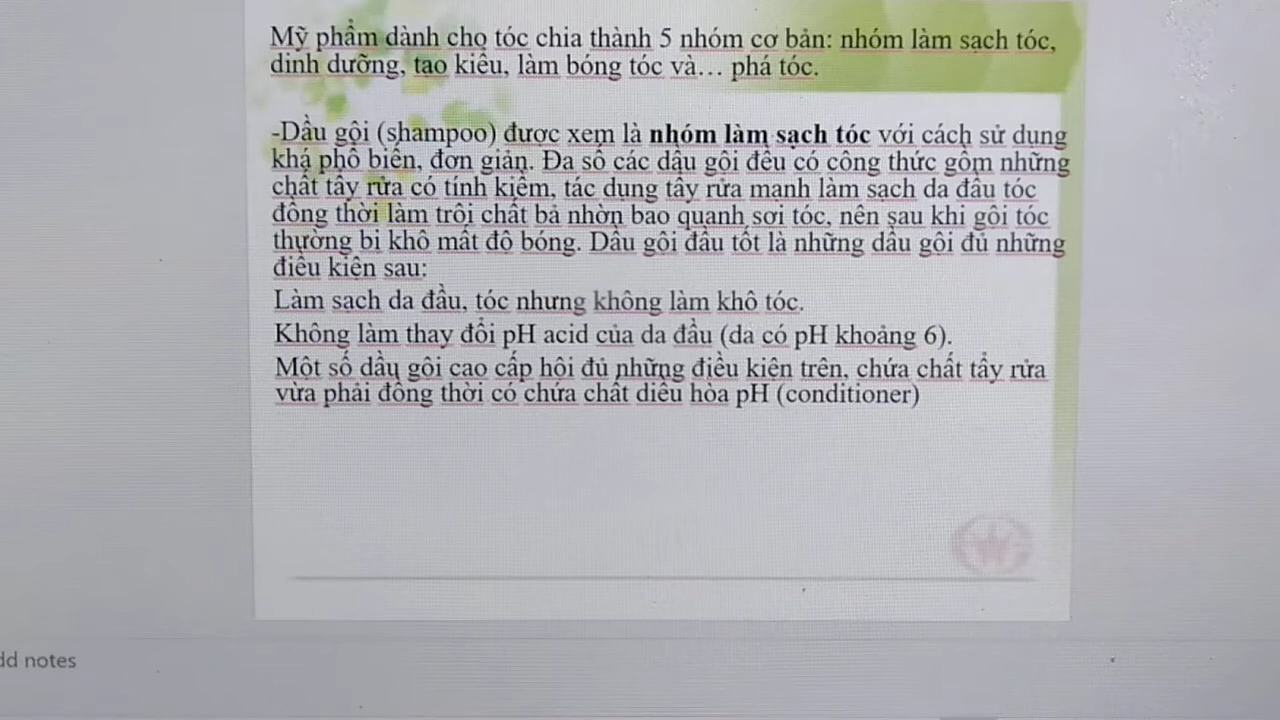 Mỹ phẩm dành cho tóc chia thành 5 nhóm cơ bản: nhóm làm sạch tóc,
dinh dưỡng, tạo kiểu, làm bóng tóc và... phá tóc.
-Dầu gội (shampoo) được xem là nhóm làm sạch tóc với cách sử dụng
khá phổ biến, đơn giản. Đa số các dầu gội đều có công thức gồm những
chất tẩy rửa có tính kiềm, tác dụng tẩy rửa mạnh làm sạch da đầu tóc
đồng thời làm trôi chất bã nhờn bao quanh sợi tóc, nên sau khi gội tóc
thường bị khô mất độ bóng. Dầu gội đầu tốt là những dầu gội đủ những
điều kiện sau:
Làm sạch da đầu, tóc nhưng không làm khô tóc.
Không làm thay đổi pH acid của da đầu (da có pH khoảng 6).
Một số dầu gội cao cấp hội đủ những điều kiện trên, chứa chất tẩy rửa
vừa phải đồng thời có chứa chất điều hòa pH (conditioner)
dd notes